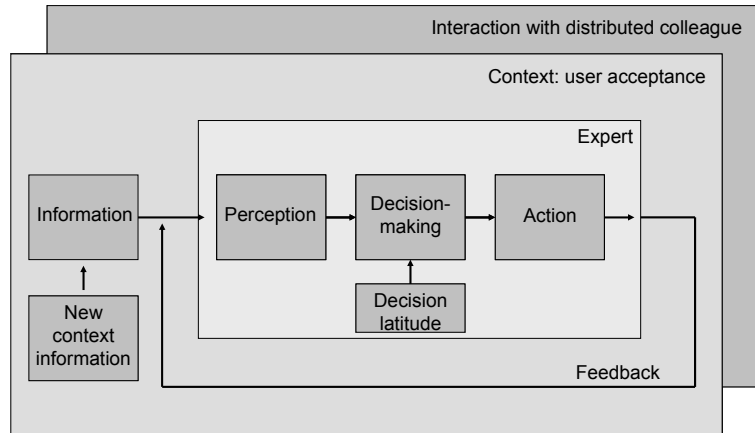 Interaction with distributed colleague
Context: user acceptance
Expert
Information
Perception
Decision-
making
Action
New
context
information
Decision
latitude
Feedback